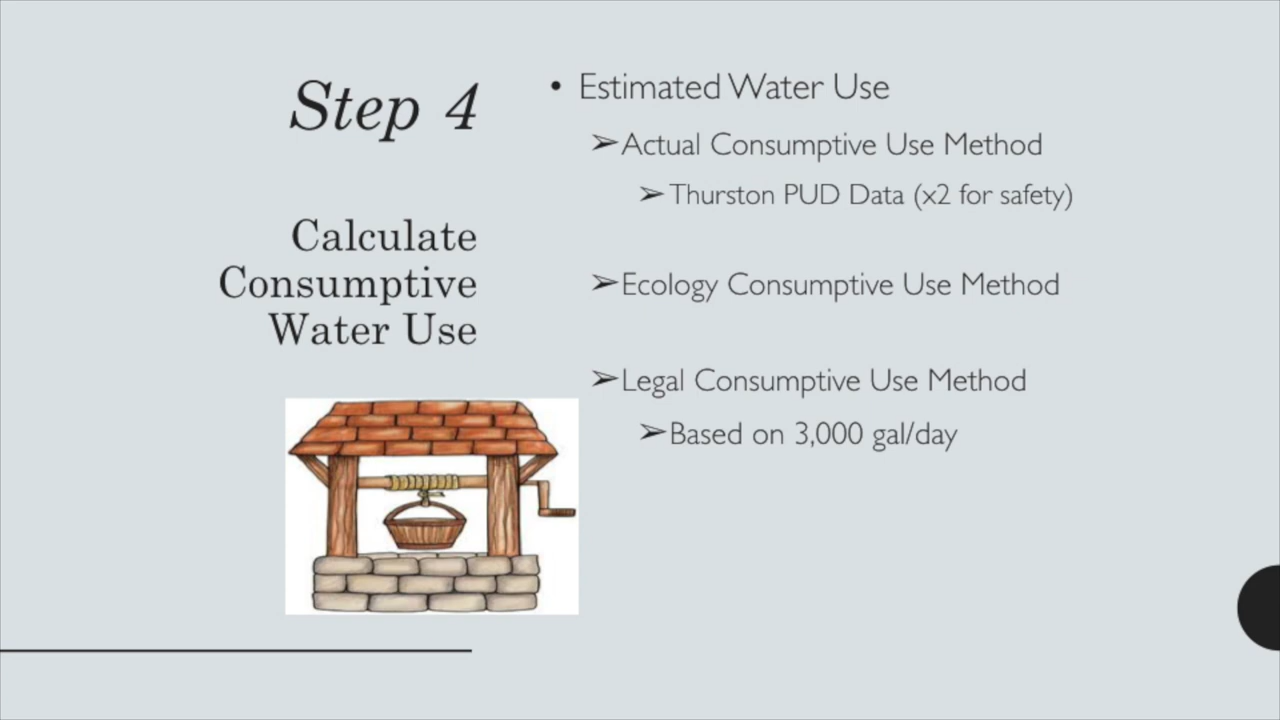 Step 4
Calculate
Consumptive
Water Use
• Estimated Water Use
➢Actual Consumptive Use Method
➢Thurston PUD Data (x2 for safety)
➢Ecology Consumptive Use Method
➢Legal Consumptive Use Method
➢Based on 3,000 gal/day